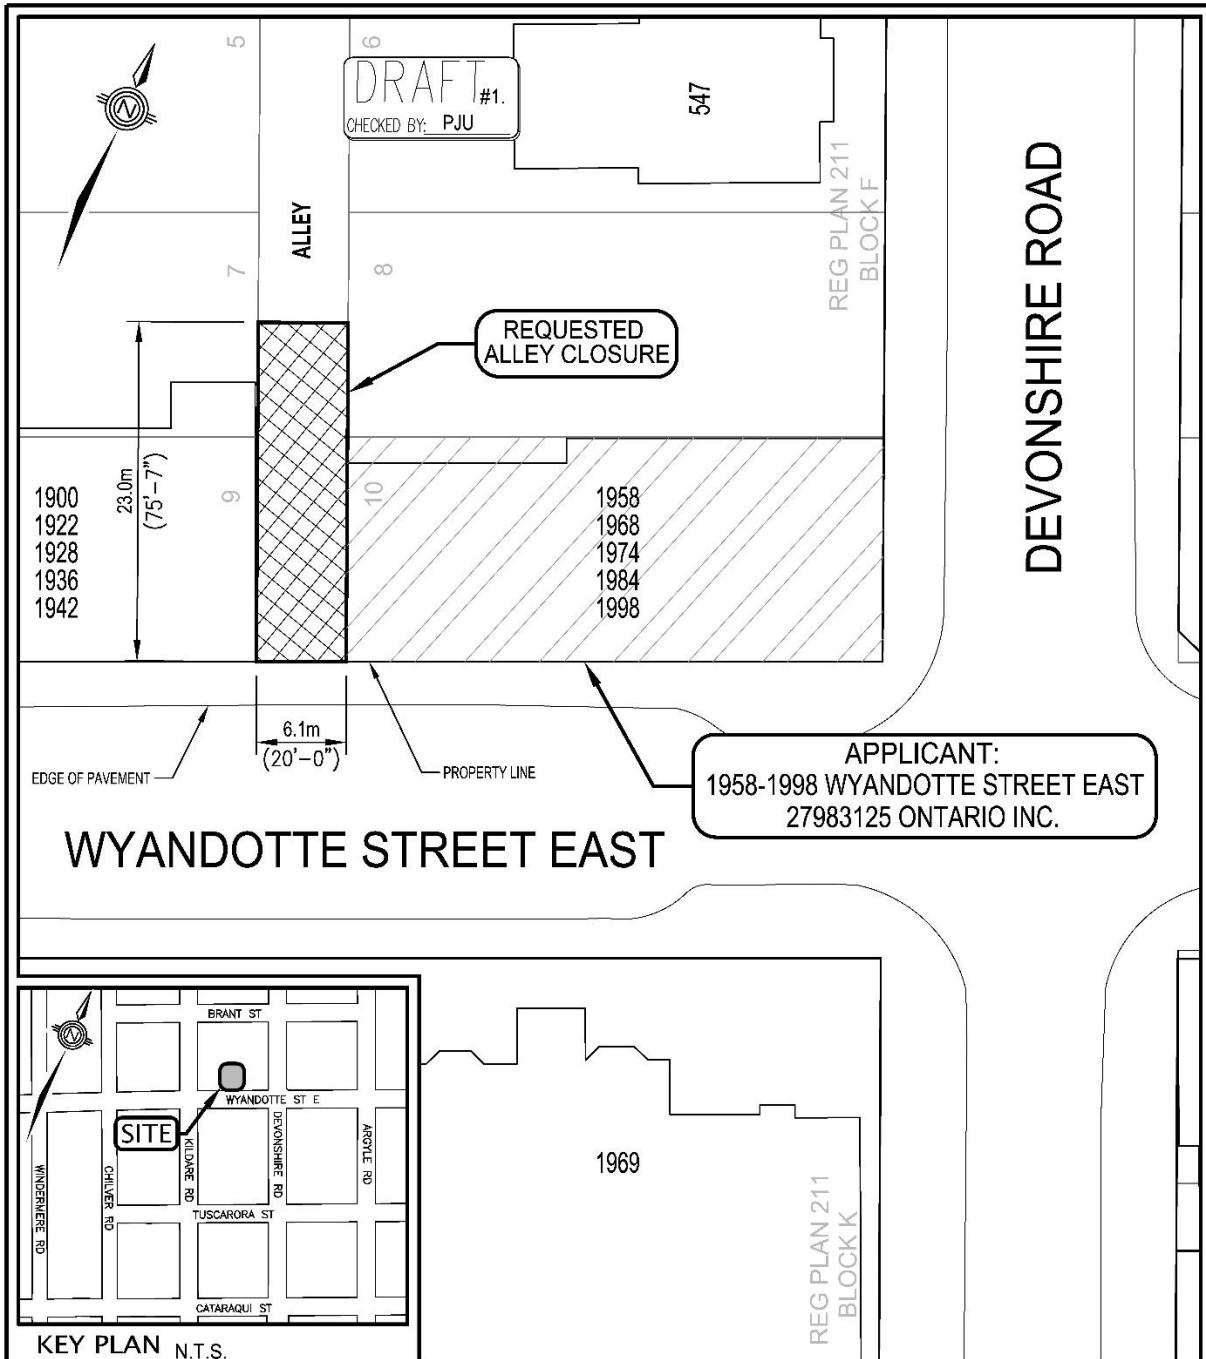 5
6
DRAFT #1.
CHECKED BY: PJU
547
N
ALLEY
REG PLAN 211
BLOCK F
DEVONSHIRE ROAD
7
8
REQUESTED
ALLEY CLOSURE
23.0m
(75'-7")
9
10
1900
1922
1928
1936
1942
1958
1968
1974
1984
1998
6.1m
(20'-0")
EDGE OF PAVEMENT
PROPERTY LINE
APPLICANT:
1958-1998 WYANDOTTE STREET EAST
27983125 ONTARIO INC.
WYANDOTTE STREET EAST
N
BRANT ST
WYANDOTTE ST E
SITE
WINDERMERE RD
CHILVER RD
KILDARE RD
DEVONSHIRE RD
ARGYLE RD
TUSCARORA ST
CATARAQUI ST
KEY PLAN N.T.S.
1969
REG PLAN 211
BLOCK K